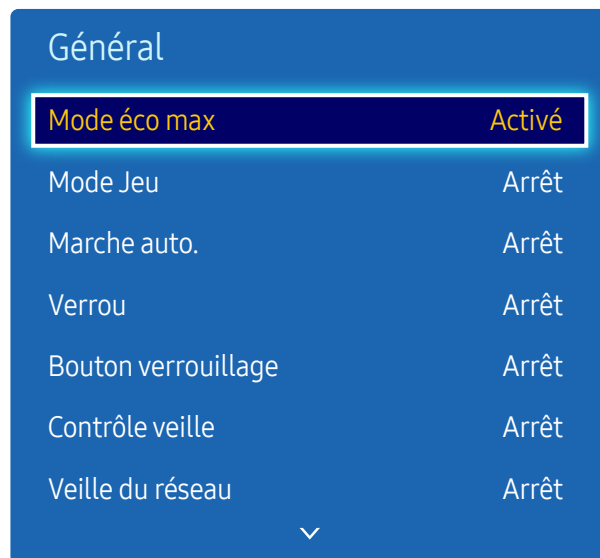 Général
Mode éco max Activé
Mode Jeu Arrêt
Marche auto. Arrêt
Verrou Arrêt
Bouton verrouillage Arrêt
Contrôle veille Arrêt
Veille du réseau Arrêt